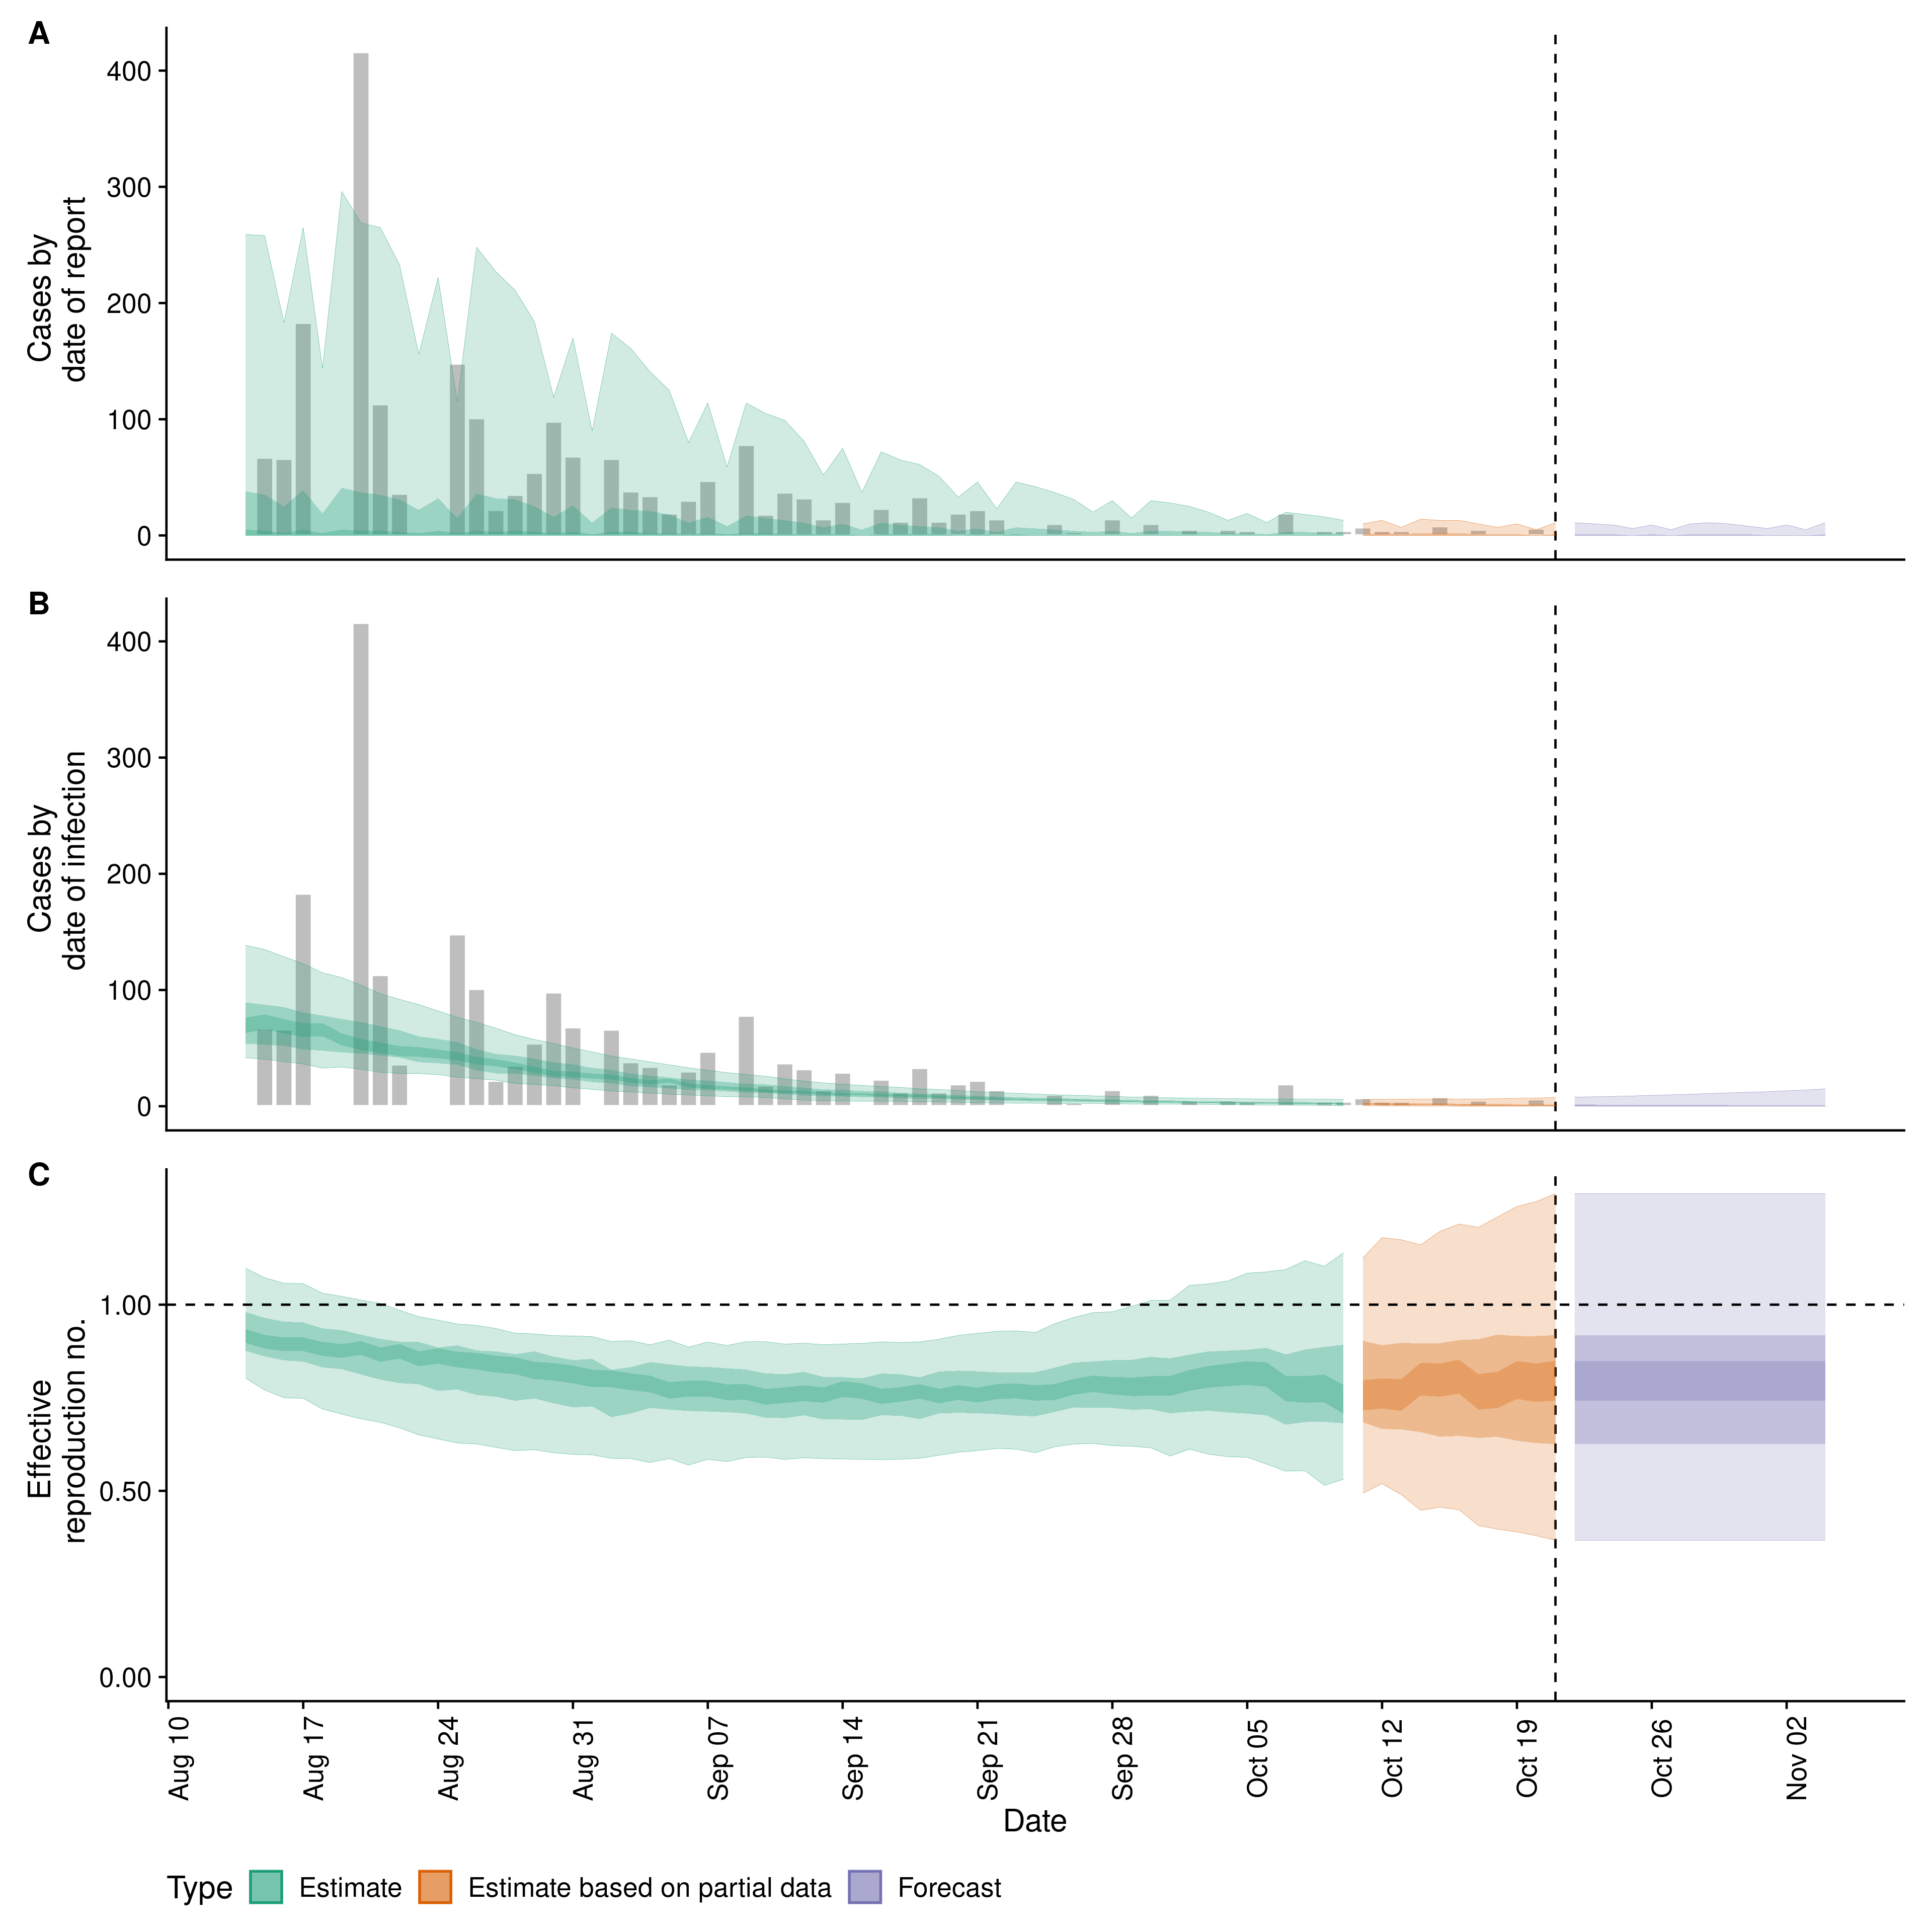 A
Cases by
date of report
400
300
200
100
0
B
Cases by
date of infection
400
300
200
100
0
C
Effective
reproduction no.
1.00
0.50
0.00
Aug 10
Aug 17
Aug 24
Aug 31
Sep 07
Sep 14
Sep 21
Sep 28
Oct 05
Oct 12
Oct 19
Oct 26
Nov 02
Date
Type Estimate Estimate based on partial data Forecast